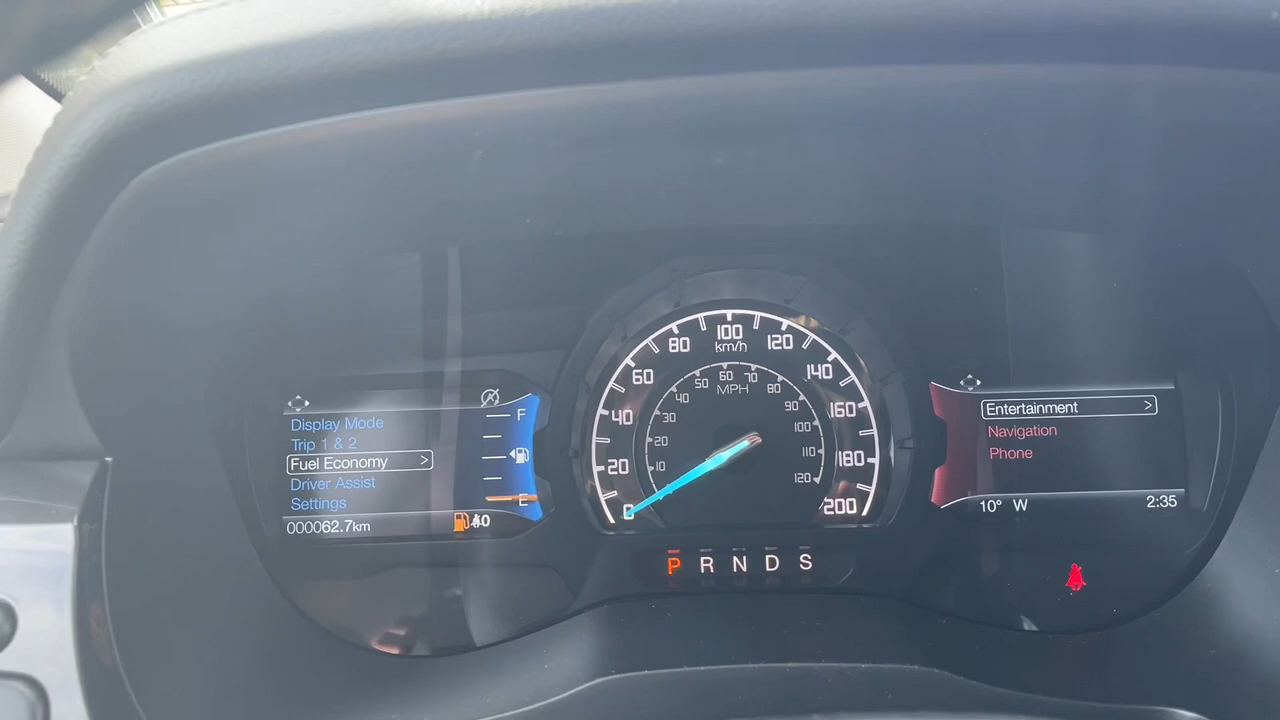 Display Mode
Trip 1 & 2
Fuel Economy >
Driver Assist
Settings
000062.7km
F
E
0
20
40
60
80
100
120
140
160
180
200
km/h
MPH
10
20
30
40
50
60
70
80
90
100
110
120
P R N D S
Entertainment >
Navigation
Phone
10° W 2:35